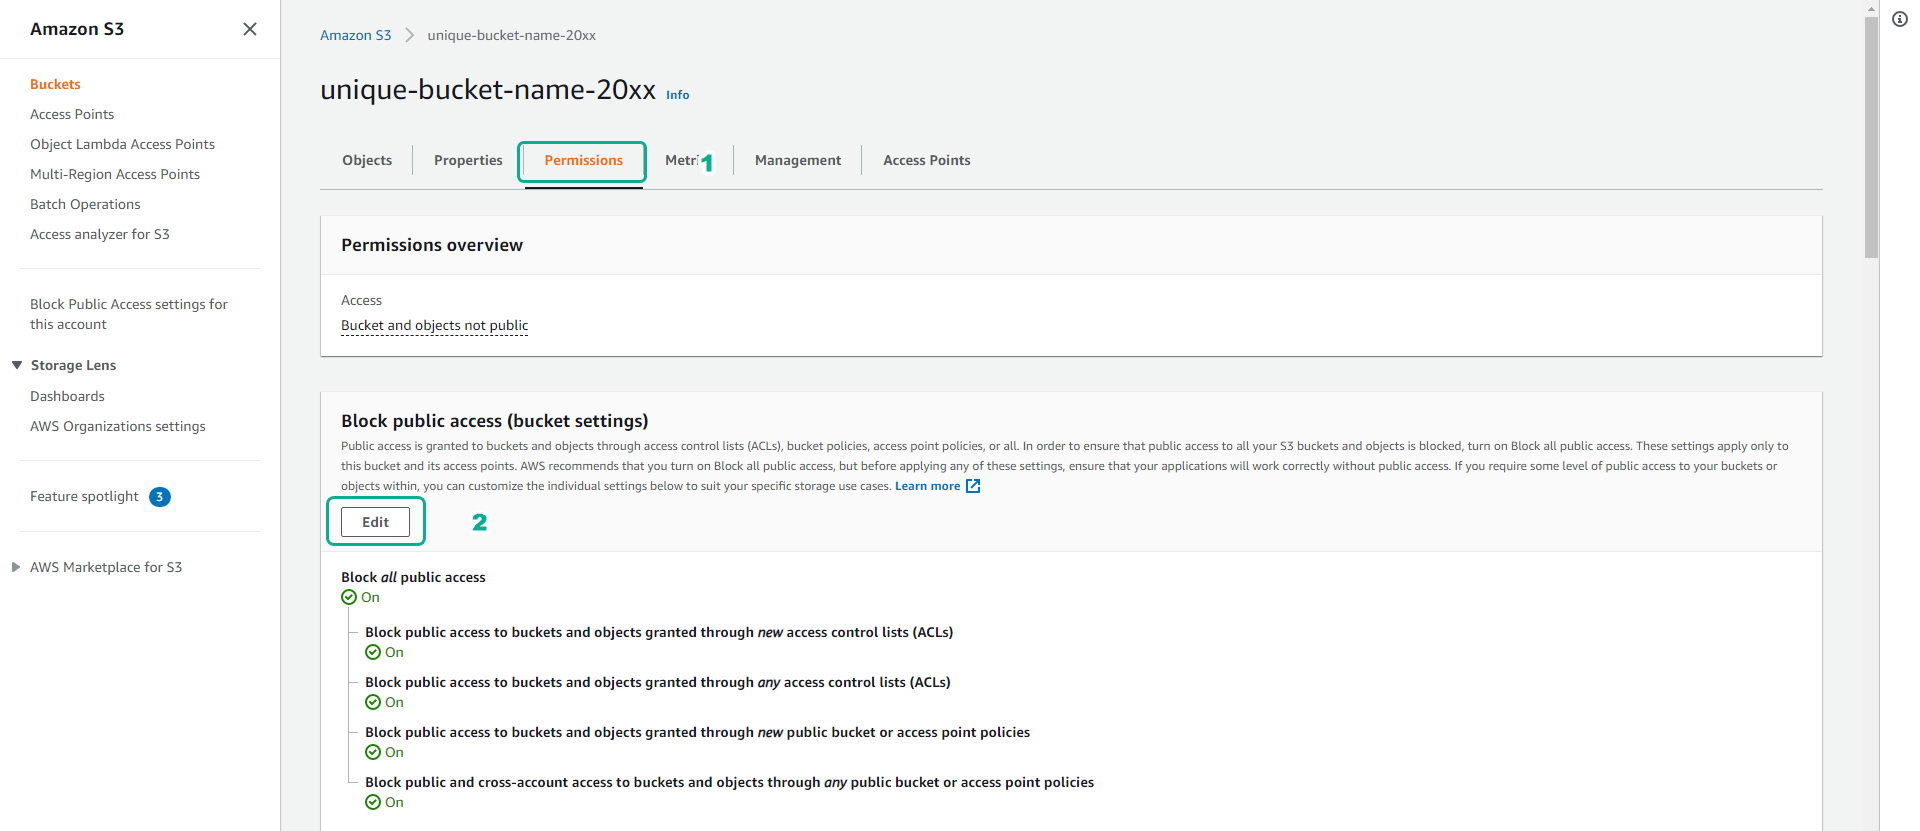 Amazon S3
Buckets
Access Points
Object Lambda Access Points
Multi-Region Access Points
Batch Operations
Access analyzer for S3
Block Public Access settings for
this account
Storage Lens
Dashboards
AWS Organizations settings
Feature spotlight 3
AWS Marketplace for S3
Amazon S3 unique-bucket-name-20xx
unique-bucket-name-20xx Info
Objects Properties Permissions 1 Management Access Points
Permissions overview
Access
Bucket and objects not public
Block public access (bucket settings)
Public access is granted to buckets and objects through access control lists (ACLs), bucket policies, access point policies, or all. In order to ensure that public access to all your S3 buckets and objects is blocked, turn on Block all public access. These settings apply only to
this bucket and its access points. AWS recommends that you turn on Block all public access, but before applying any of these settings, ensure that your applications will work correctly without public access. If you require some level of public access to your buckets or
objects within, you can customize the individual settings below to suit your specific storage use cases. Learn more
Edit 2
Block all public access
On
Block public access to buckets and objects granted through new access control lists (ACLs)
On
Block public access to buckets and objects granted through any access control lists (ACLs)
On
Block public access to buckets and objects granted through new public bucket or access point policies
On
Block public and cross-account access to buckets and objects through any public bucket or access point policies
On